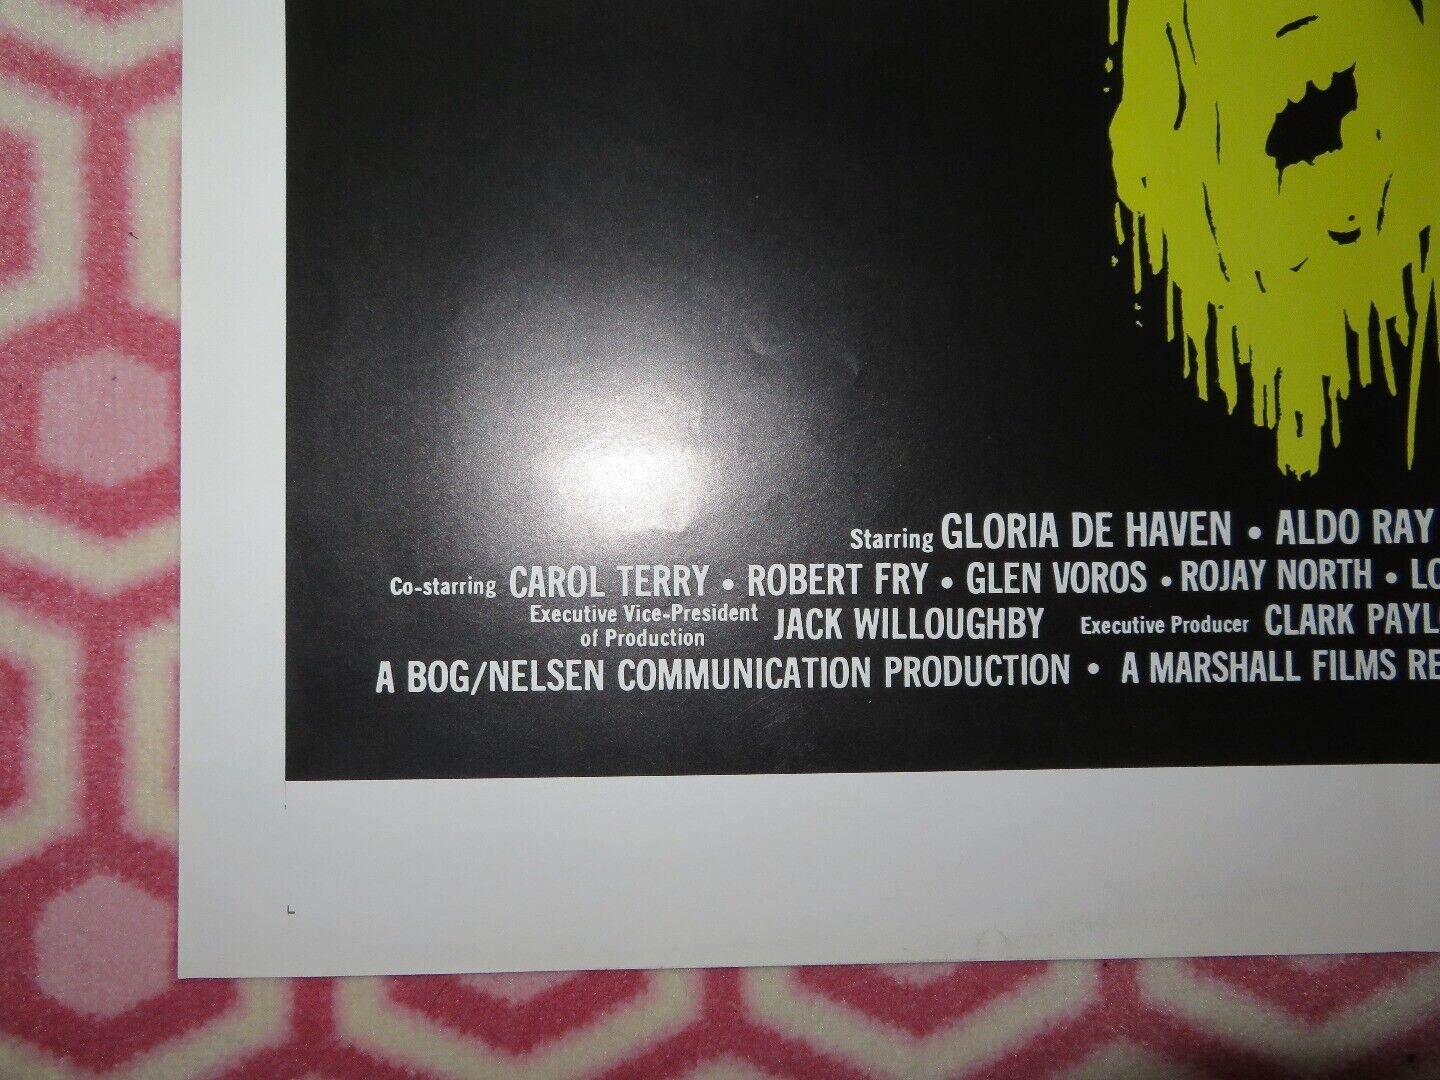 Starring GLORIA DE HAVEN • ALDO RAY
Co-starring CAROL TERRY • ROBERT FRY • GLEN VOROS • ROJAY NORTH •
Executive Vice-President of Production JACK WILLOUGHBY Executive Producer CLARK
A BOG/NELSEN COMMUNICATION PRODUCTION • A MARSHALL FILMS